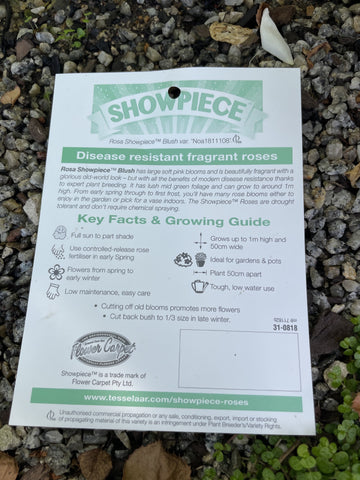 SHOWPIECE
Rosa Showpiece™ Blush var. "Noa1811108"
Disease resistant fragrant roses
Rosa Showpiece™ Blush has large soft pink blooms and is beautifully fragrant with a
glorious old-world look - but with all the benefits of modern disease resistance thanks
to expert plant breeding. It has lush mid green foliage and can grow to around 1m
high. From early spring through to first frosts, you'll have many rose blooms either to
enjoy in the garden or pick for a vase indoors. The Showpiece™ Roses are drought
tolerant and don't require chemical spraying.
Key Facts & Growing Guide
Full sun to part shade
Use controlled-release rose
fertiliser in early Spring
Flowers from spring to
early winter
Low maintenance, easy care
Grows up to 1m high and
50cm wide
Ideal for gardens & pots
Plant 50cm apart
Tough, low water use
• Cutting off old blooms promotes more flowers
• Cut back bush to 1/3 size in late winter.
31-0818
Flower Carpet
Showpiece™ is a trade mark of
Flower Carpet Pty Ltd.
www.tesselaar.com/showpiece-roses
Unauthorised commercial propagation or any sale, conditioning, export, import or stocking
of propagating material of this variety is an infringement under Plant Breeder's/Variety Rights.